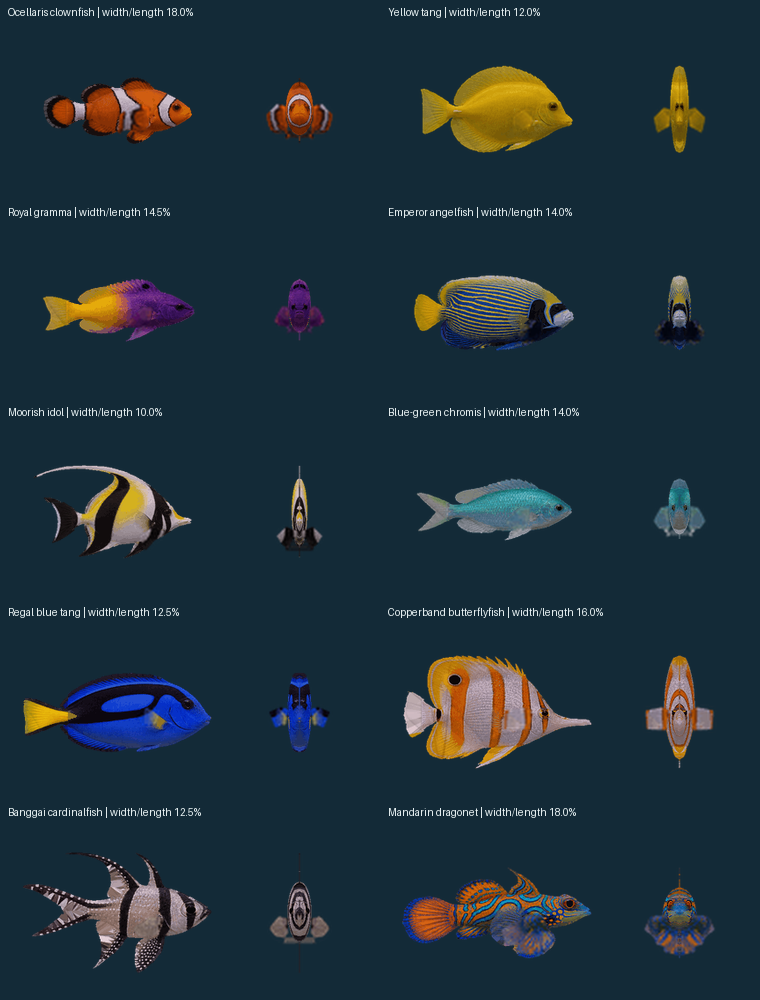 Ocellaris clownfish | width/length 18.0%
Yellow tang | width/length 12.0%
Royal gramma | width/length 14.5%
Emperor angelfish | width/length 14.0%
Moorish idol | width/length 10.0%
Blue-green chromis | width/length 14.0%
Regal blue tang | width/length 12.5%
Copperband butterflyfish | width/length 16.0%
Banggai cardinalfish | width/length 12.5%
Mandarin dragonet | width/length 18.0%